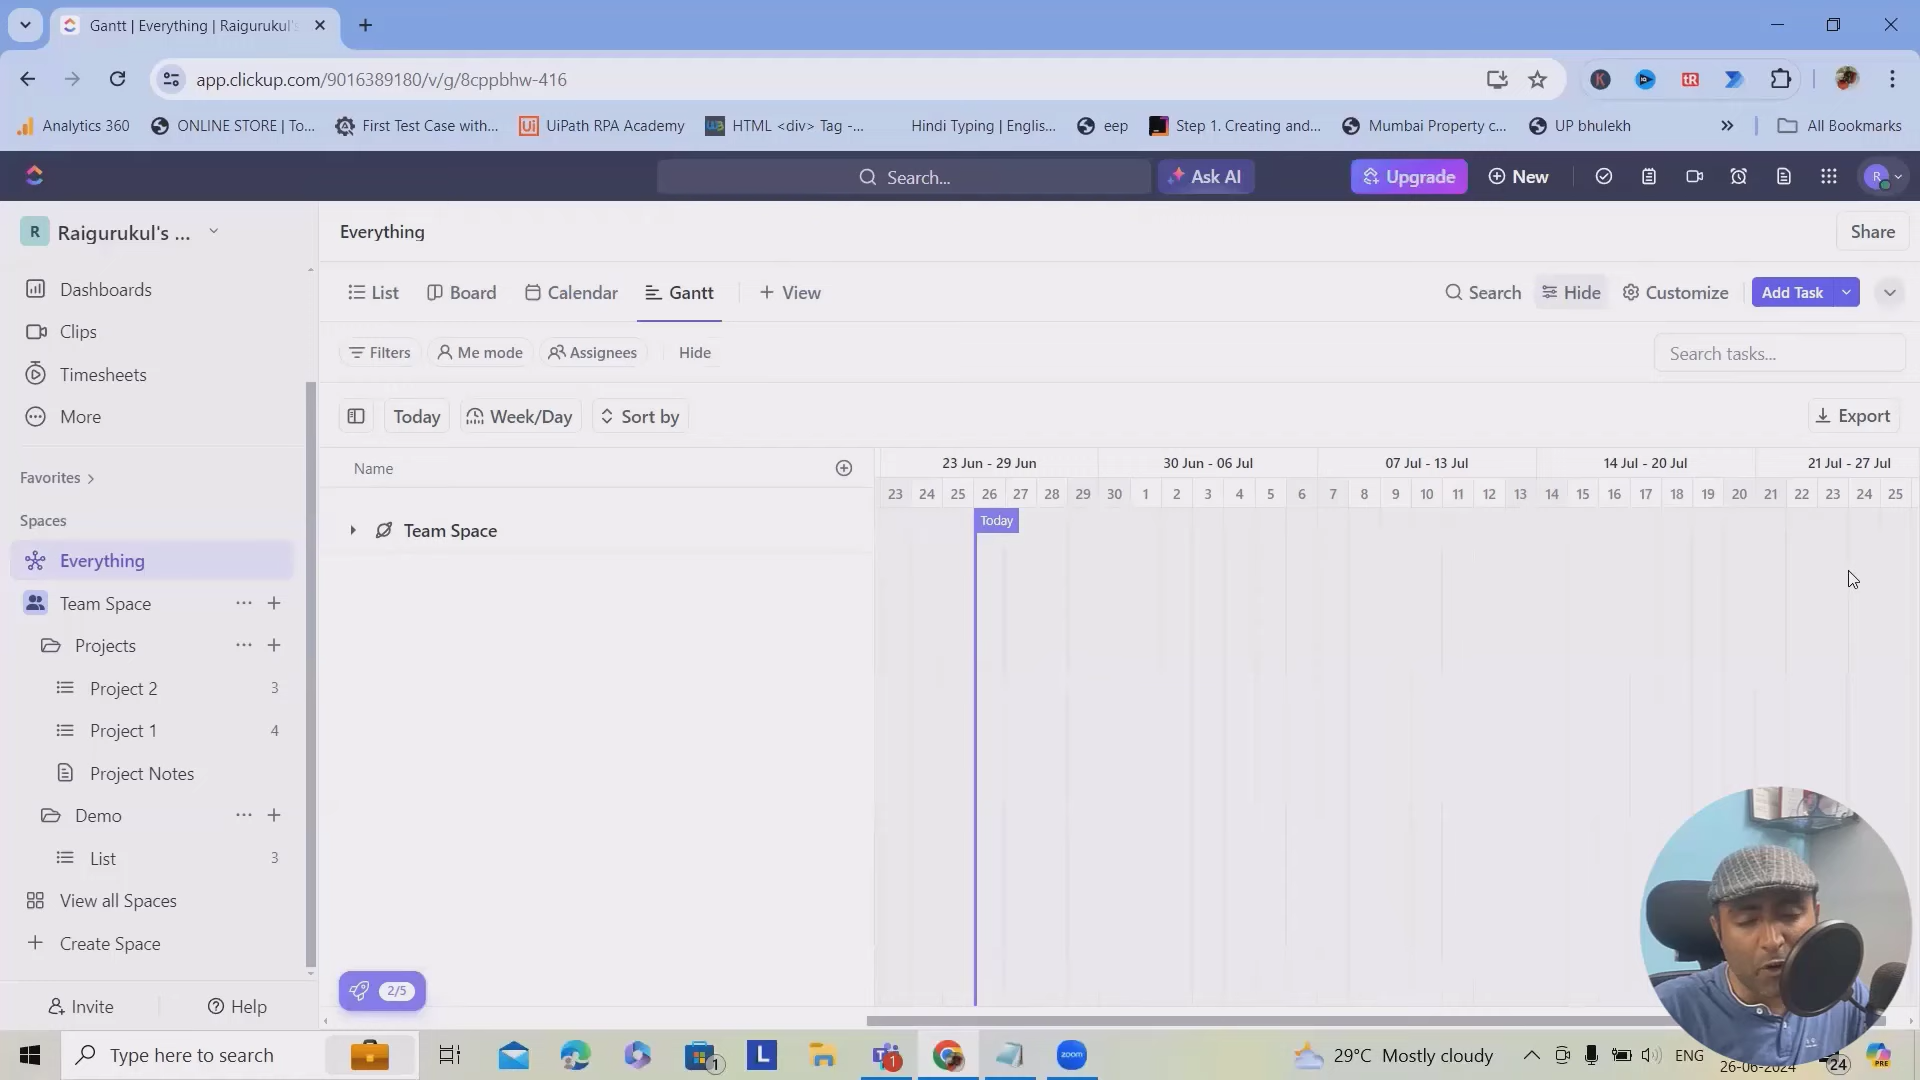 Gantt | Everything | Raigurukul's
app.clickup.com/9016389180/v/g/8cppbhw-416
Analytics 360
ONLINE STORE | To...
First Test Case with...
UiPath RPA Academy
HTML <div> Tag -...
Hindi Typing | Englis...
eep
Step 1. Creating and...
Mumbai Property c...
UP bhulekh
All Bookmarks
Search...
Ask AI
Upgrade
New
R
R
Raigurukul's ...
Everything
Share
Dashboards
Clips
Timesheets
More
Favorites
Spaces
Everything
Team Space
Projects
Project 2 3
Project 1 4
Project Notes
Demo
List 3
View all Spaces
Create Space
Invite
Help
List
Board
Calendar
Gantt
View
Search
Hide
Customize
Add Task
Filters
Me mode
Assignees
Hide
Search tasks...
Today
Week/Day
Sort by
Export
Name
23 Jun - 29 Jun 30 Jun - 06 Jul 07 Jul - 13 Jul 14 Jul - 20 Jul 21 Jul - 27 Jul
23 24 25 26 27 28 29 30 1 2 3 4 5 6 7 8 9 10 11 12 13 14 15 16 17 18 19 20 21 22 23 24 25
Today
Team Space
2/5
Type here to search
1
L
1
zoom
29°C Mostly cloudy
ENG
26-06-2024
24
PRE